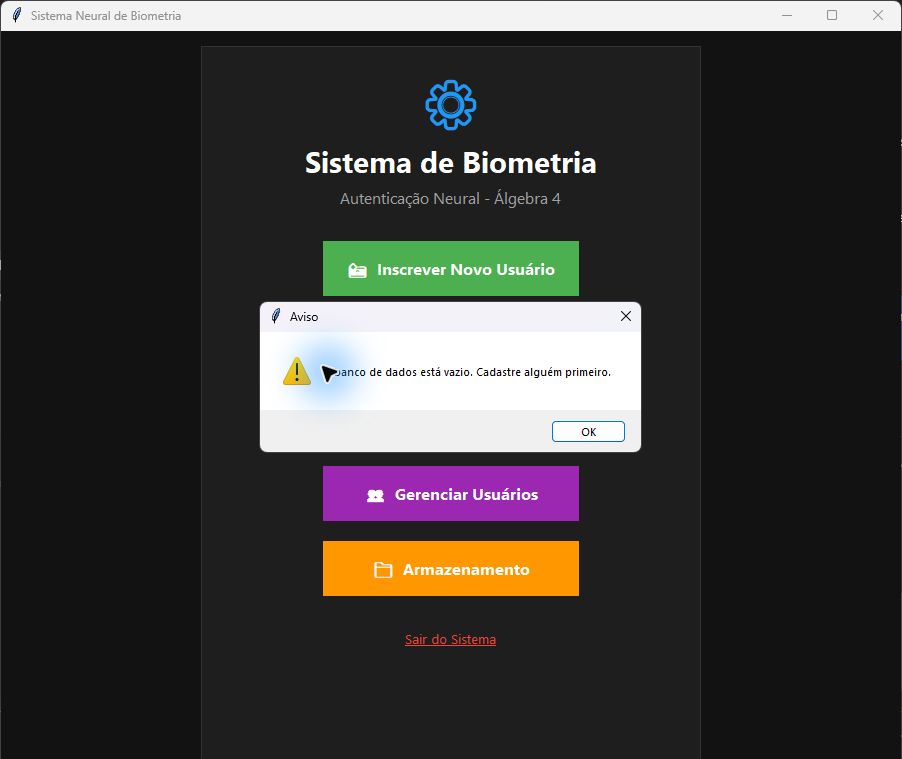 Sistema Neural de Biometria
Sistema de Biometria
Autenticação Neural - Álgebra 4
Inscrever Novo Usuário
Aviso
banco de dados está vazio. Cadastre alguém primeiro.
OK
Gerenciar Usuários
Armazenamento
Sair do Sistema